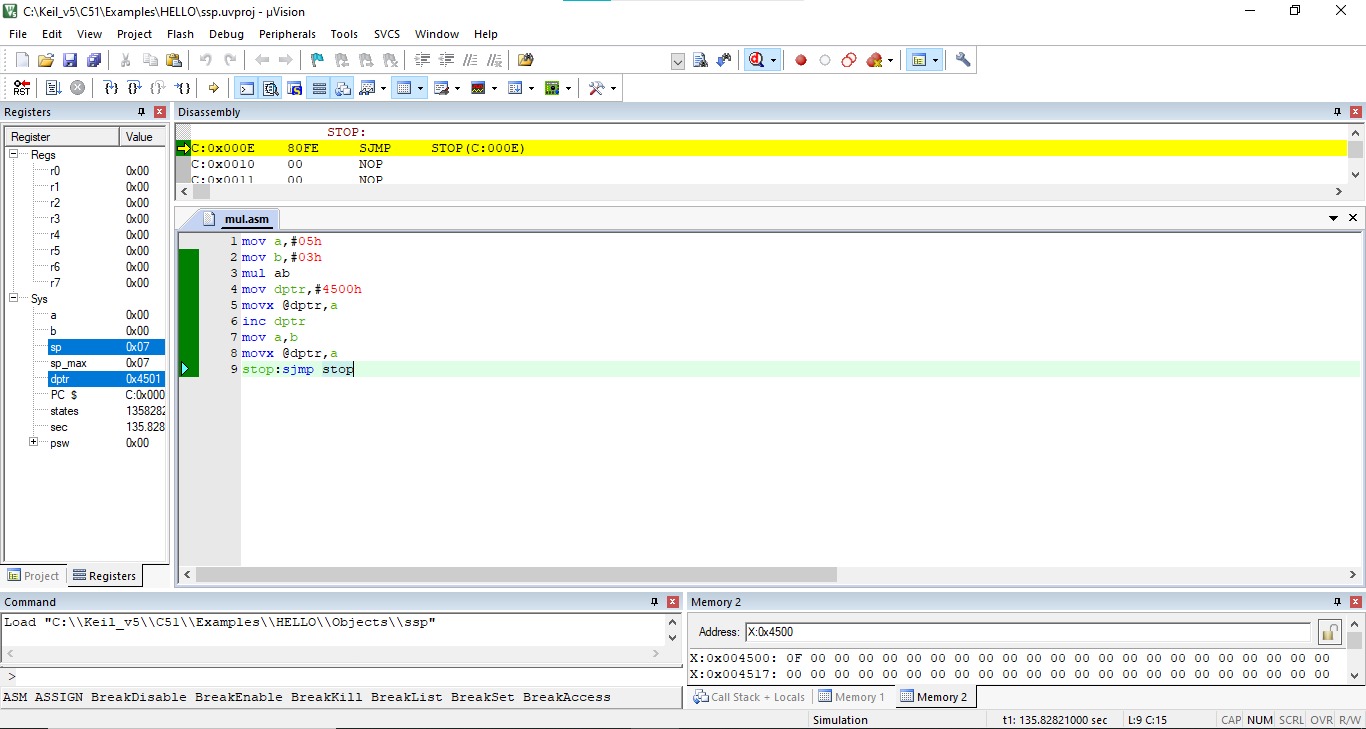 C:\Keil_v5\C51\Examples\HELLO\ssp.uvproj - µVision
File Edit View Project Flash Debug Peripherals Tools SVCS Window Help
RST
Registers
Register Value
Regs
r0 0x00
r1 0x00
r2 0x00
r3 0x00
r4 0x00
r5 0x00
r6 0x00
r7 0x00
Sys
a 0x00
b 0x00
sp 0x07
sp_max 0x07
dptr 0x4501
PC $ C:0x000
states 135828
sec 135.828
psw 0x00
Project Registers
Disassembly
STOP:
C:0x000E 80FE SJMP STOP(C:000E)
C:0x0010 00 NOP
C:0x0011 00 NOP
mul.asm
1 mov a,#05h
2 mov b,#03h
3 mul ab
4 mov dptr,#4500h
5 movx @dptr,a
6 inc dptr
7 mov a,b
8 movx @dptr,a
9 stop:sjmp stop
Command
Load "C:\\Keil_v5\\C51\\Examples\\HELLO\\Objects\\ssp"
>
ASM ASSIGN BreakDisable BreakEnable BreakKill BreakList BreakSet BreakAccess
Memory 2
Address: X:0x4500
X:0x004500: 0F 00 00 00 00 00 00 00 00 00 00 00 00 00 00 00 00 00 00 00 00 00 00
X:0x004517: 00 00 00 00 00 00 00 00 00 00 00 00 00 00 00 00 00 00 00 00 00 00 00
Call Stack + Locals Memory 1 Memory 2
Simulation t1: 135.82821000 sec L:9 C:15 CAP NUM SCRL OVR R/W